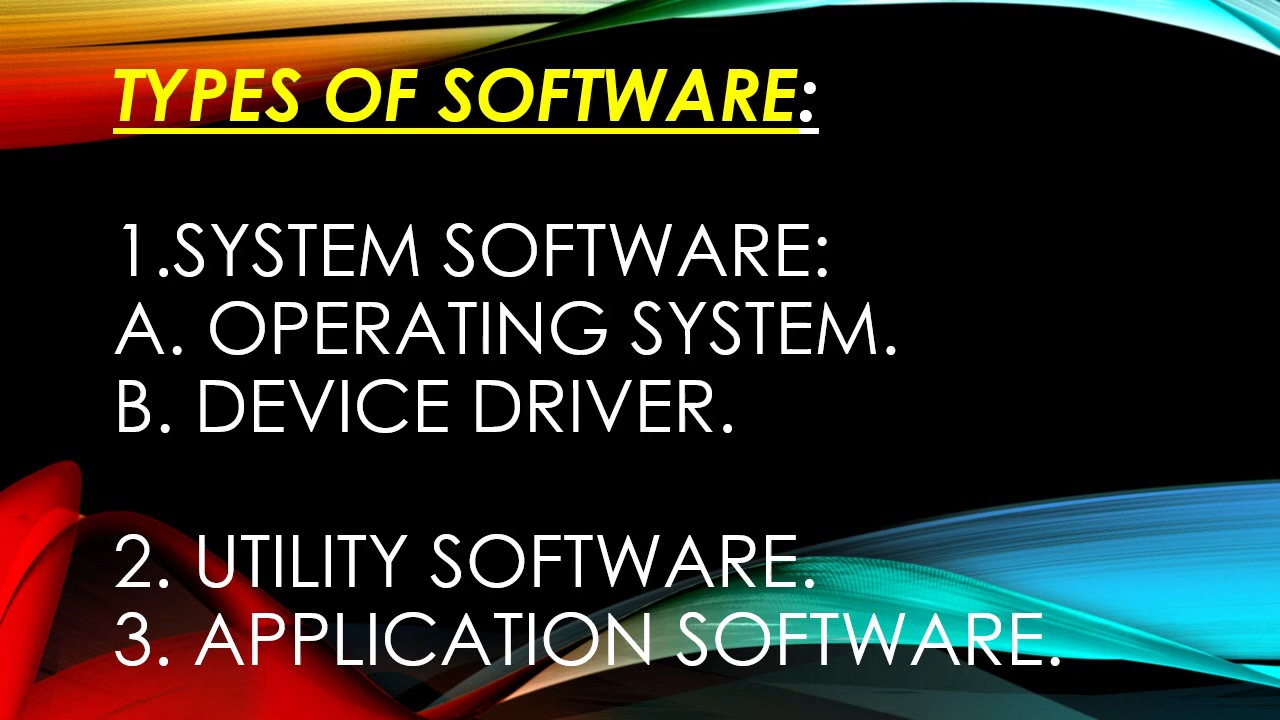 TYPES OF SOFTWARE:
1.SYSTEM SOFTWARE:
A. OPERATING SYSTEM.
B. DEVICE DRIVER.
2. UTILITY SOFTWARE.
3. APPLICATION SOFTWARE.